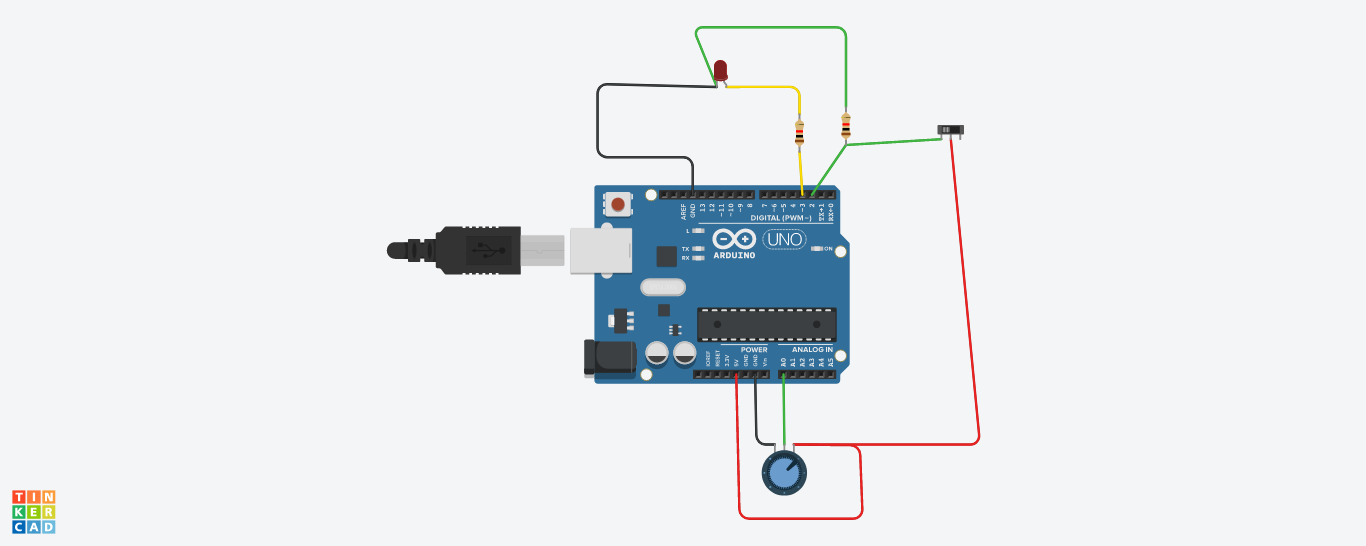 AREF
GND
13
12
~11
~10
~9
8
7
~6
~5
4
~3
2
TX→1
RX←0
DIGITAL (PWM~)
L
TX
RX
UNO
ON
ARDUINO
POWER
ANALOG IN
IOREF
RESET
3.3V
5V
GND
GND
Vin
A0
A1
A2
A3
A4
A5
TIN
KER
CAD